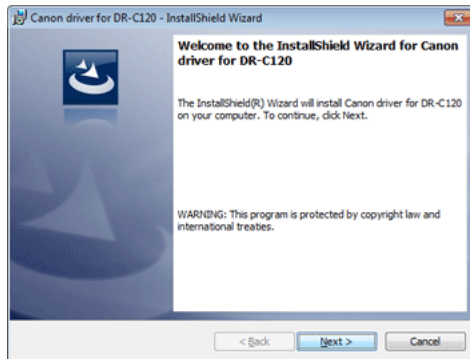 Canon driver for DR-C120 - InstallShield Wizard
Welcome to the InstallShield Wizard for Canon
driver for DR-C120
The InstallShield(R) Wizard will install Canon driver for DR-C120
on your computer. To continue, click Next.
WARNING: This program is protected by copyright law and
international treaties.
< Back
Next >
Cancel